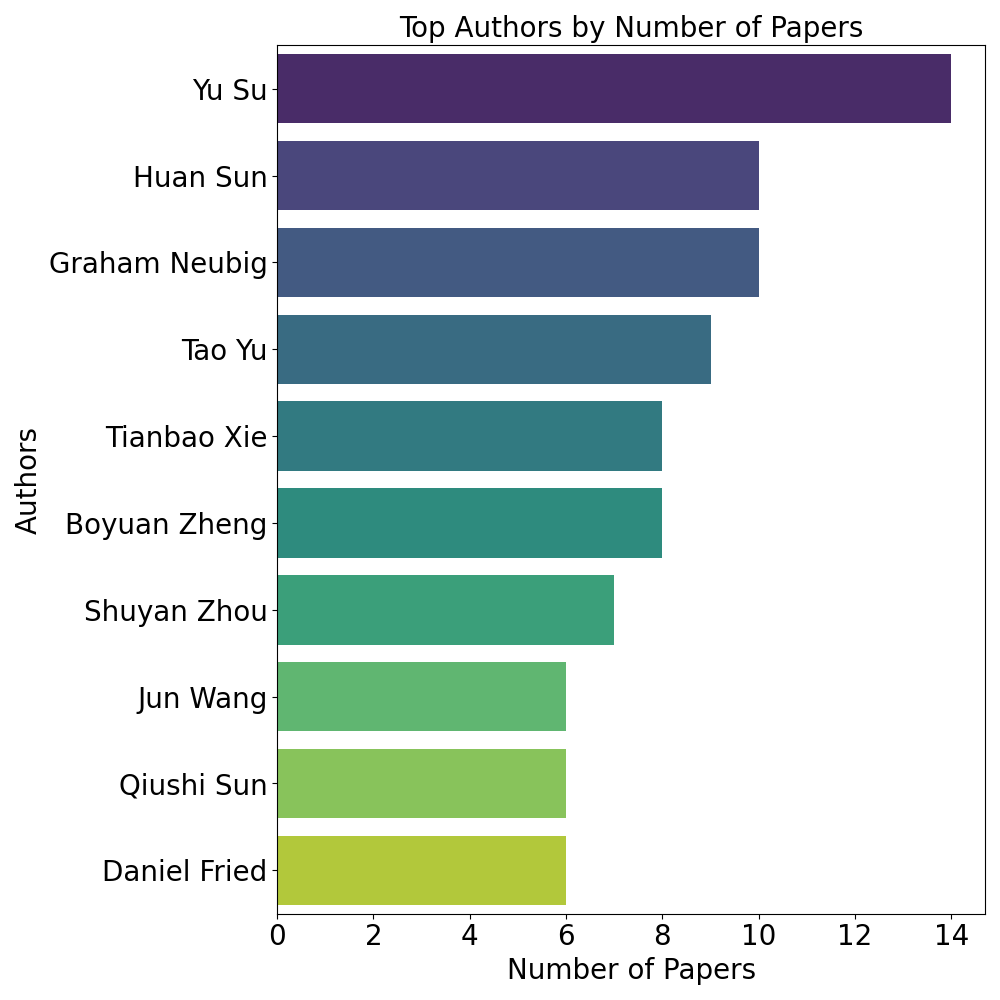 Top Authors by Number of Papers
Authors
Yu Su
Huan Sun
Graham Neubig
Tao Yu
Tianbao Xie
Boyuan Zheng
Shuyan Zhou
Jun Wang
Qiushi Sun
Daniel Fried
0 2 4 6 8 10 12 14
Number of Papers